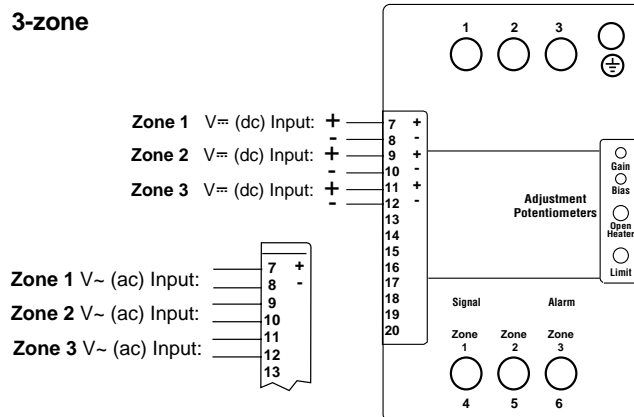 3-zone
1 2 3
Zone 1 V⎓ (dc) Input: + 7 +
- 8 -
Zone 2 V⎓ (dc) Input: + 9 +
- 10 -
Zone 3 V⎓ (dc) Input: + 11 +
- 12 -
13
14
15
16
17
18
19
20
Gain
Bias
Adjustment
Potentiometers
Open
Heater
Limit
Zone 1 V~ (ac) Input:
Zone 2 V~ (ac) Input:
Zone 3 V~ (ac) Input:
7 +
8 -
9
10
11
12
13
Signal Alarm
Zone Zone Zone
1 2 3
4 5 6